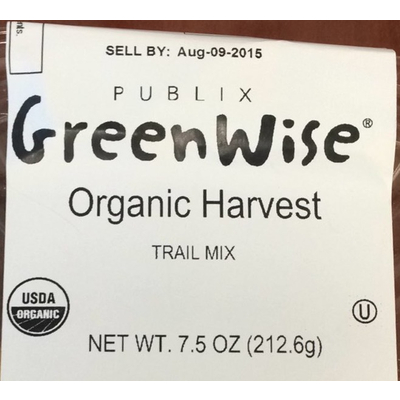 nts.
SELL BY: Aug-09-2015
PUBLIX
GreenWise®
Organic Harvest
TRAIL MIX
USDA
ORGANIC
U
NET WT. 7.5 OZ (212.6g)